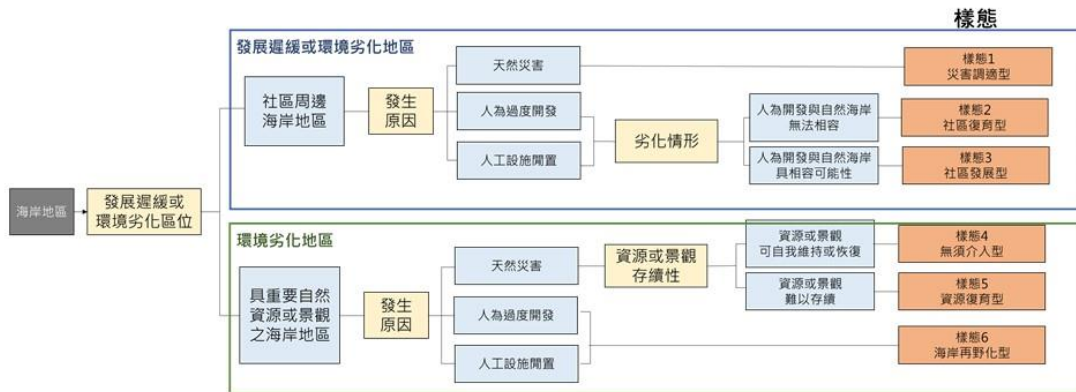 樣態
發展遲緩或環境劣化地區
社區周邊
海岸地區
發生
原因
天然災害
人為過度開發
人工設施閒置
劣化情形
人為開發與自然海岸
無法相容
人為開發與自然海岸
具相容可能性
樣態1
災害調適型
樣態2
社區復育型
樣態3
社區發展型
海岸地區
發展遲緩或
環境劣化區位
環境劣化地區
具重要自然
資源或景觀
之海岸地區
發生
原因
天然災害
人為過度開發
人工設施閒置
資源或景觀
存續性
資源或景觀
可自我維持或恢復
資源或景觀
難以存續
樣態4
無須介入型
樣態5
資源復育型
樣態6
海岸再野化型